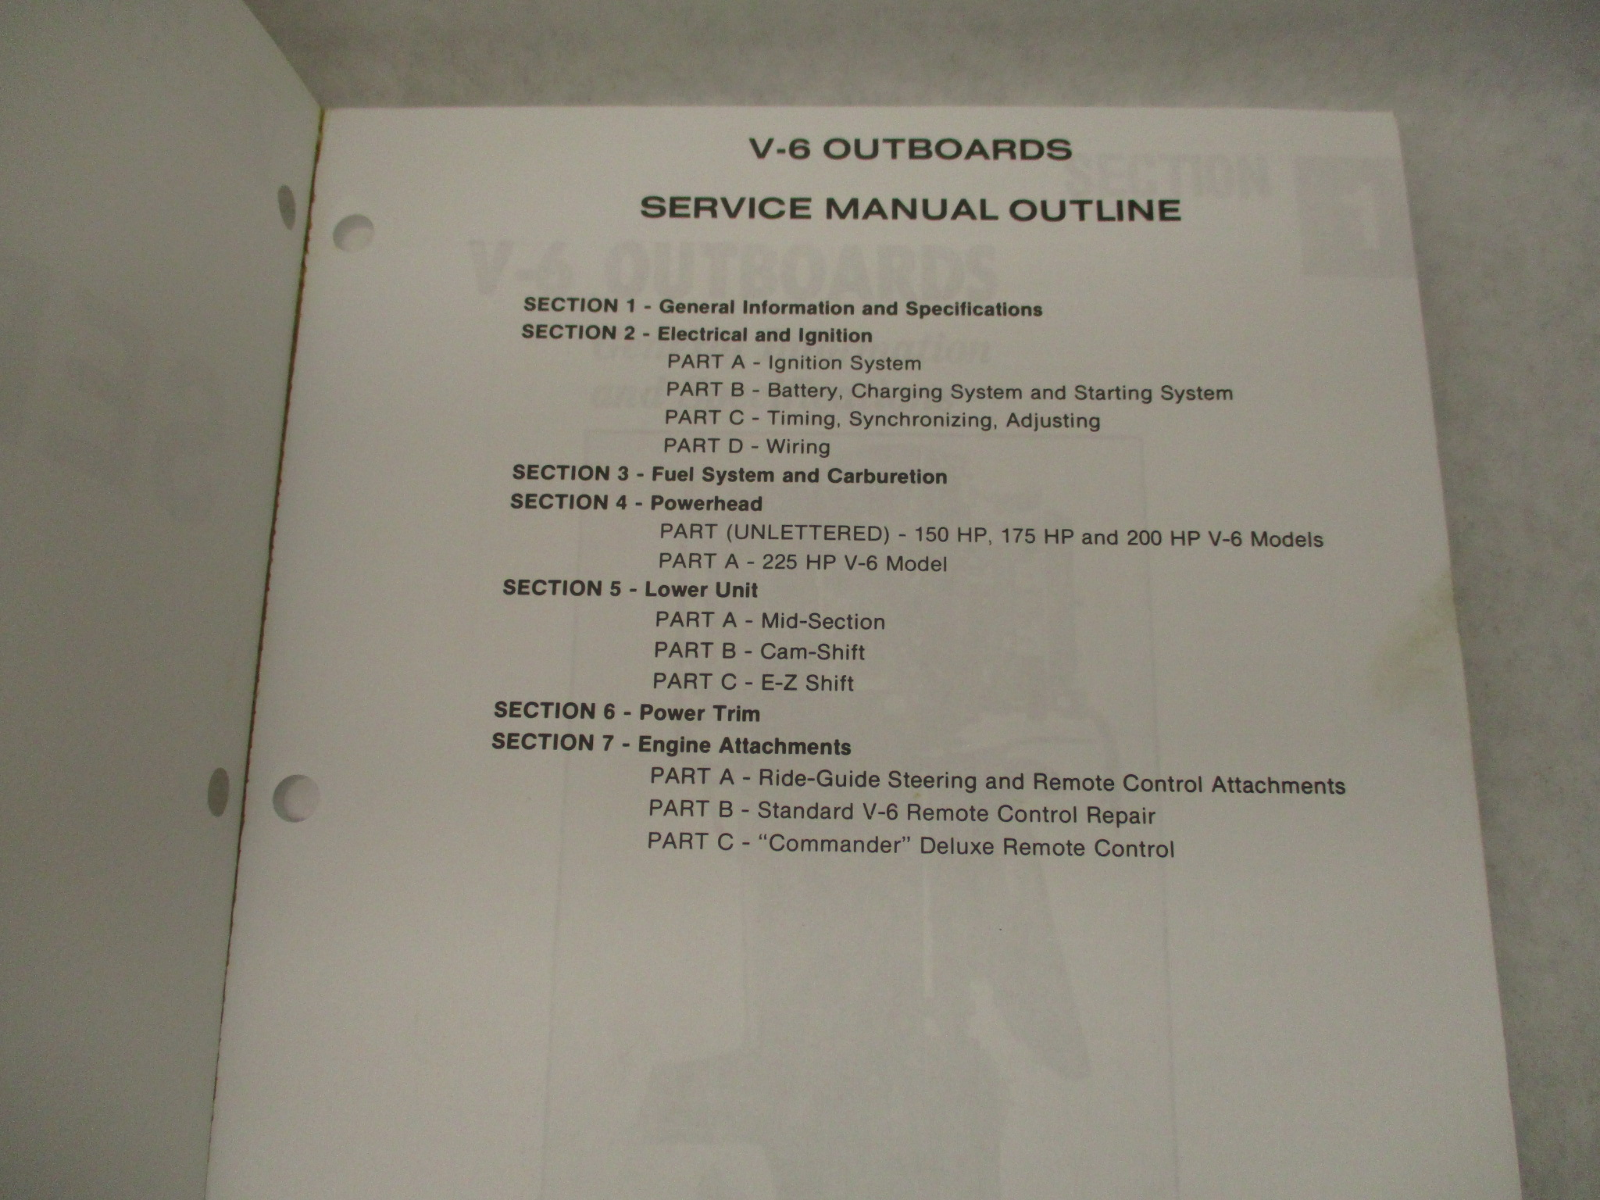 V-6 OUTBOARDS
SERVICE MANUAL OUTLINE
SECTION 1 - General Information and Specifications
SECTION 2 - Electrical and Ignition
PART A - Ignition System
PART B - Battery, Charging System and Starting System
PART C - Timing, Synchronizing, Adjusting
PART D - Wiring
SECTION 3 - Fuel System and Carburetion
SECTION 4 - Powerhead
PART (UNLETTERED) - 150 HP, 175 HP and 200 HP V-6 Models
PART A - 225 HP V-6 Model
SECTION 5 - Lower Unit
PART A - Mid-Section
PART B - Cam-Shift
PART C - E-Z Shift
SECTION 6 - Power Trim
SECTION 7 - Engine Attachments
PART A - Ride-Guide Steering and Remote Control Attachments
PART B - Standard V-6 Remote Control Repair
PART C - “Commander” Deluxe Remote Control
SECTION 1
V-6 OUTBOARDS